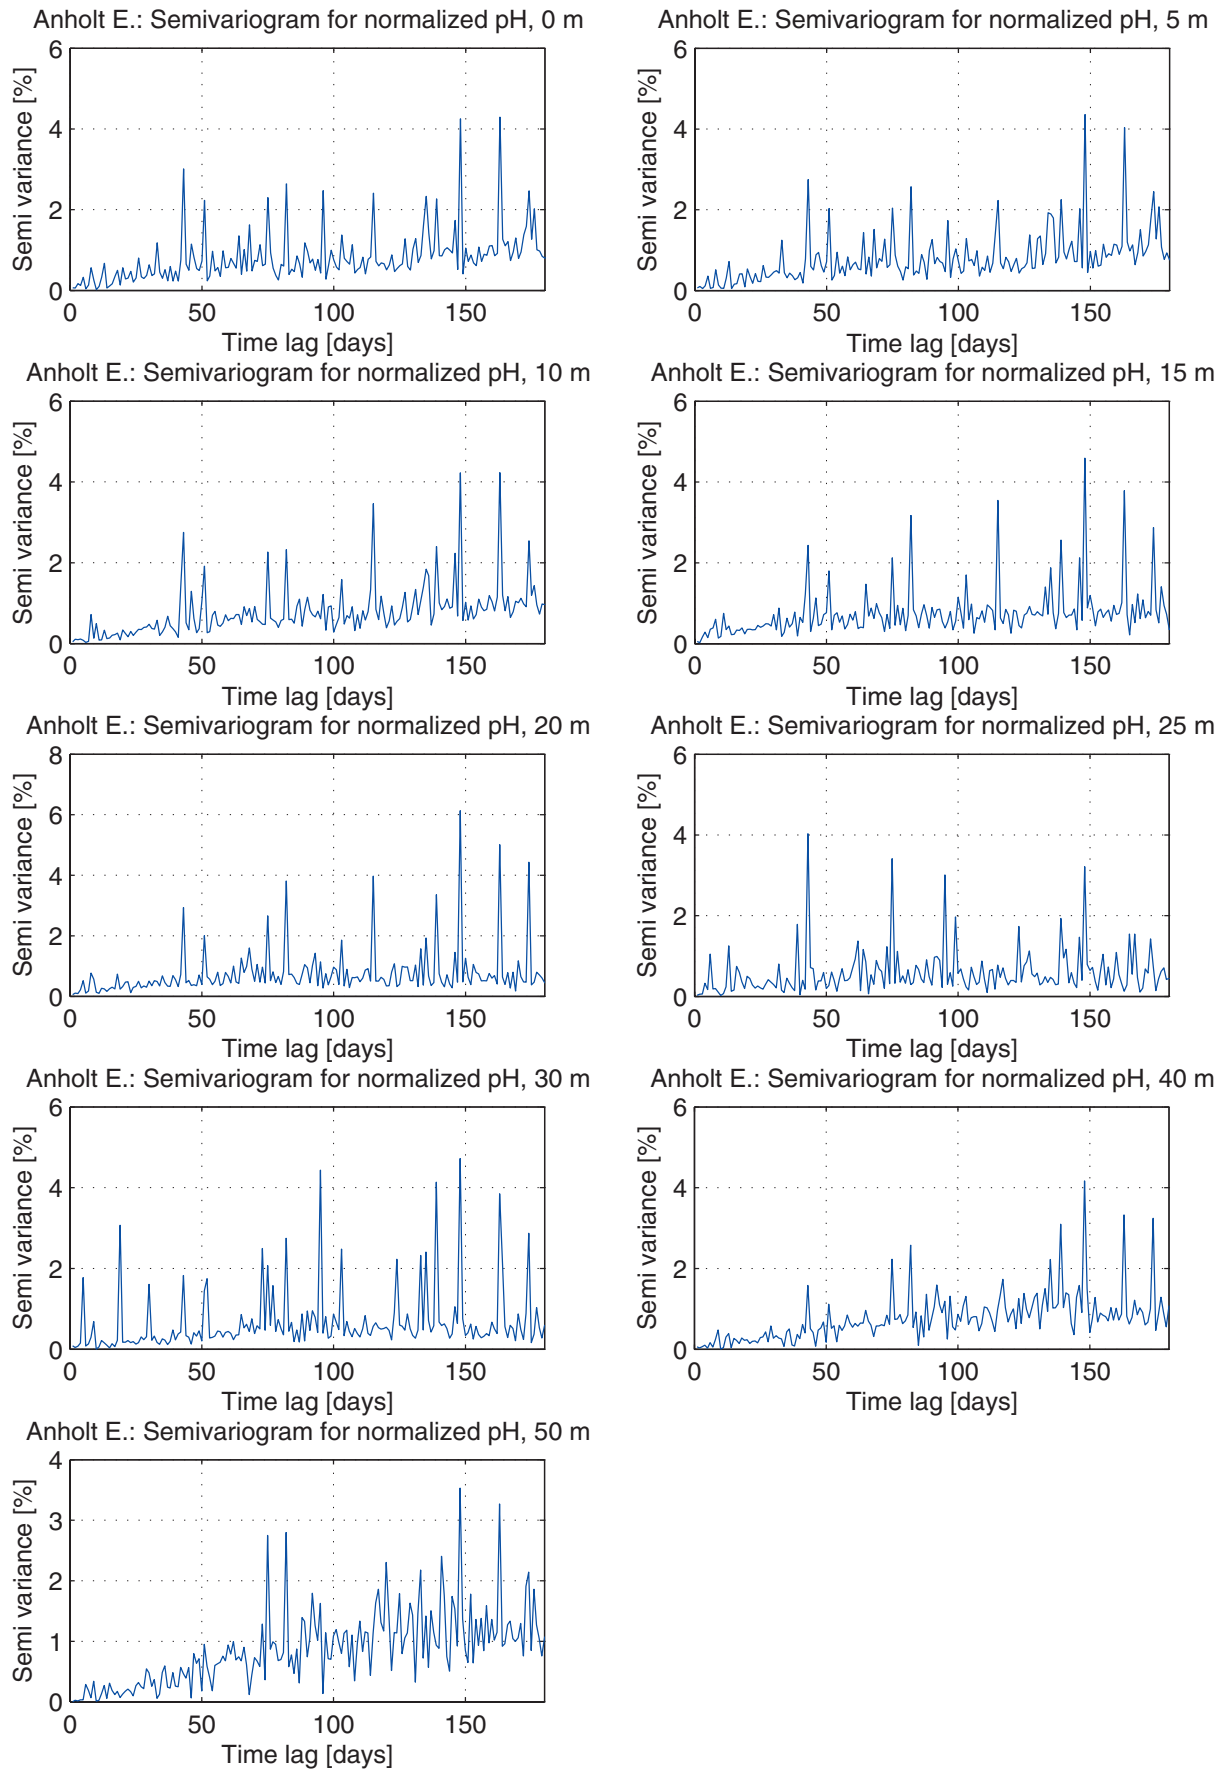 Anholt E.: Semivariogram for normalized pH, 0 m
Semi variance [%]
6
4
2
0
0 50 100 150
Time lag [days]
Anholt E.: Semivariogram for normalized pH, 5 m
Semi variance [%]
6
4
2
0
0 50 100 150
Time lag [days]
Anholt E.: Semivariogram for normalized pH, 10 m
Semi variance [%]
6
4
2
0
0 50 100 150
Time lag [days]
Anholt E.: Semivariogram for normalized pH, 15 m
Semi variance [%]
6
4
2
0
0 50 100 150
Time lag [days]
Anholt E.: Semivariogram for normalized pH, 20 m
Semi variance [%]
8
6
4
2
0
0 50 100 150
Time lag [days]
Anholt E.: Semivariogram for normalized pH, 25 m
Semi variance [%]
6
4
2
0
0 50 100 150
Time lag [days]
Anholt E.: Semivariogram for normalized pH, 30 m
Semi variance [%]
6
4
2
0
0 50 100 150
Time lag [days]
Anholt E.: Semivariogram for normalized pH, 40 m
Semi variance [%]
6
4
2
0
0 50 100 150
Time lag [days]
Anholt E.: Semivariogram for normalized pH, 50 m
Semi variance [%]
4
3
2
1
0
0 50 100 150
Time lag [days]